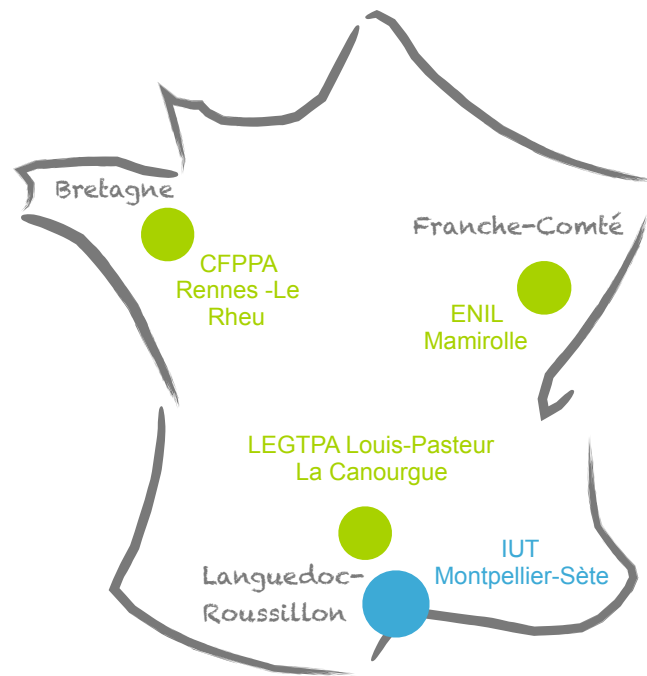 Bretagne
CFPPA
Rennes -Le
Rheu
Franche-Comté
ENIL
Mamirolle
LEGTPA Louis-Pasteur
La Canourgue
Languedoc-
Roussillon
IUT
Montpellier-Sète